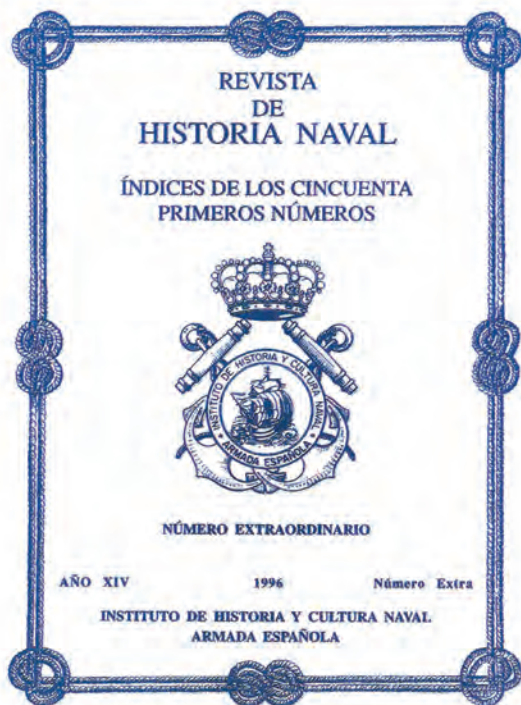 REVISTA
DE
HISTORIA NAVAL
ÍNDICES DE LOS CINCUENTA
PRIMEROS NÚMEROS
INSTITUTO DE HISTORIA Y CULTURA NAVAL
ARMADA ESPAÑOLA
NÚMERO EXTRAORDINARIO
AÑO XIV 1996 Número Extra
INSTITUTO DE HISTORIA Y CULTURA NAVAL
ARMADA ESPAÑOLA